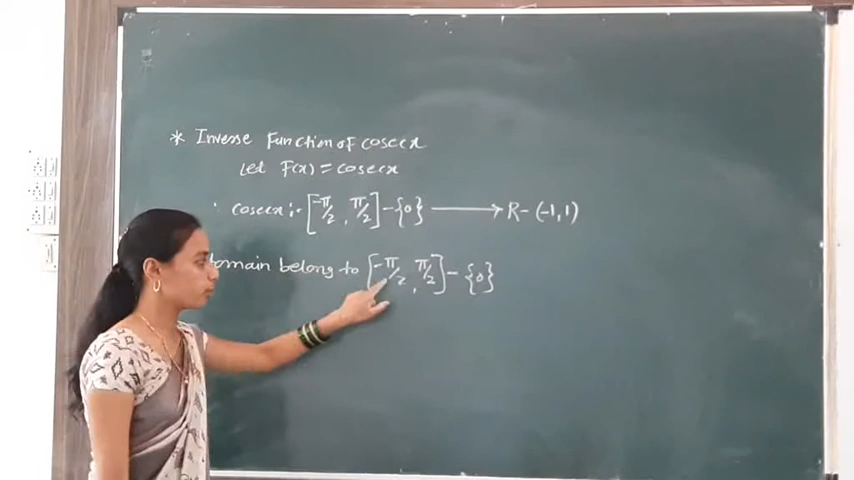 * Inverse Function of cosecx
Let F(x) = cosecx
∴ cosecx :- [-π/2, π/2] - {0} ⟶ R - (-1,1)
Domain belong to [-π/2, π/2] - {0}